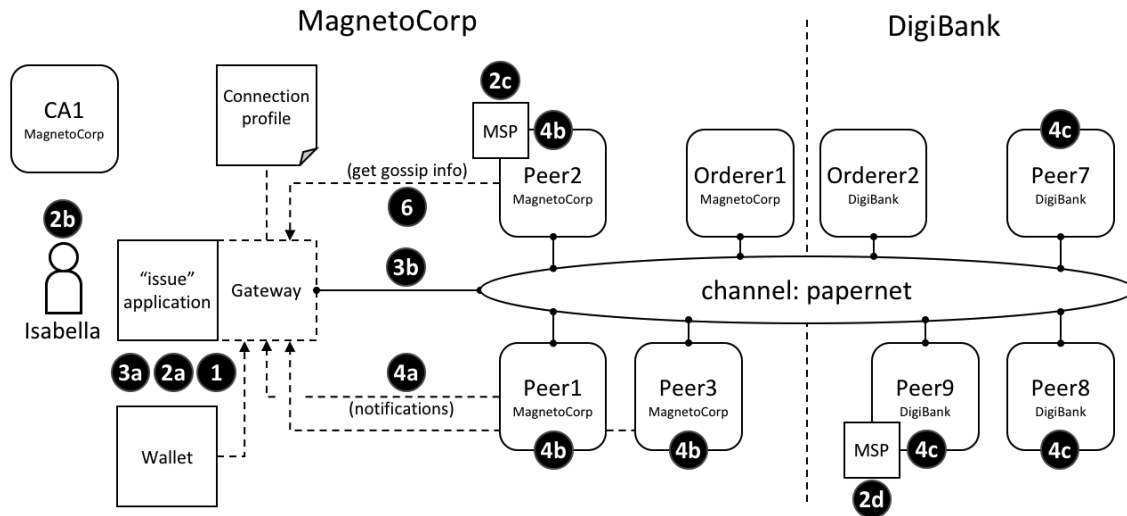 MagnetoCorp
DigiBank
CA1
MagnetoCorp
Connection
profile
2c
MSP
4b
Peer2
MagnetoCorp
Orderer1
MagnetoCorp
Orderer2
DigiBank
4c
Peer7
DigiBank
(get gossip info)
6
2b
Isabella
“issue”
application
Gateway
3b
channel: papernet
3a
2a
1
4a
(notifications)
Wallet
Peer1
MagnetoCorp
4b
Peer3
MagnetoCorp
4b
Peer9
DigiBank
MSP
4c
2d
Peer8
DigiBank
4c